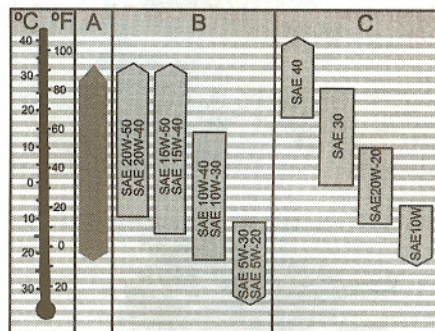 °C °F A B C
40
30
20
10
0
10
20
30
100
80
60
40
20
0
20
SAE 20W-50
SAE 20W-40
SAE 15W-50
SAE 15W-40
SAE 10W-40
SAE 10W-30
SAE 5W-30
SAE 5W-20
SAE 40
SAE 30
SAE20W-20
SAE10W